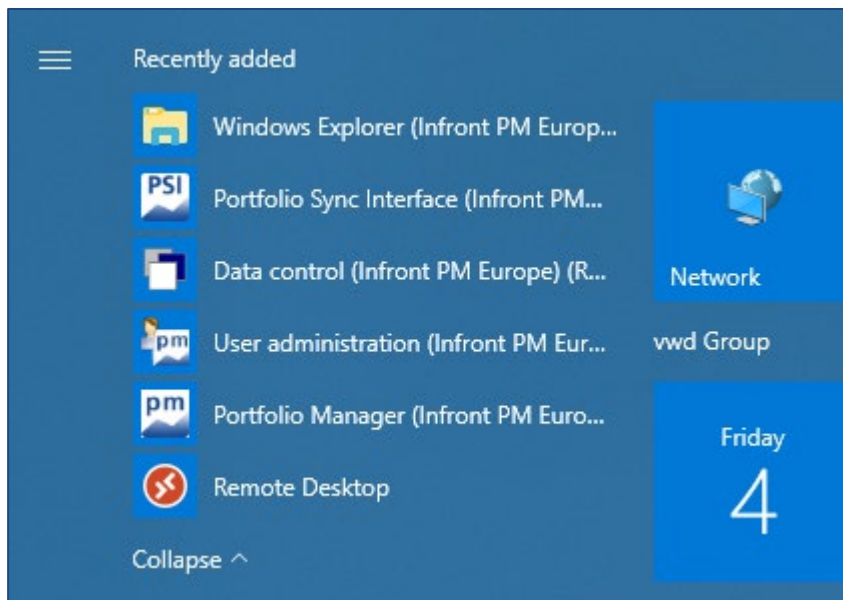 Recently added
Windows Explorer (Infront PM Europ...
PSI
Portfolio Sync Interface (Infront PM...
Data control (Infront PM Europe) (R...
pm
User administration (Infront PM Eur...
pm
Portfolio Manager (Infront PM Euro...
Remote Desktop
Collapse
Network
vwd Group
Friday
4